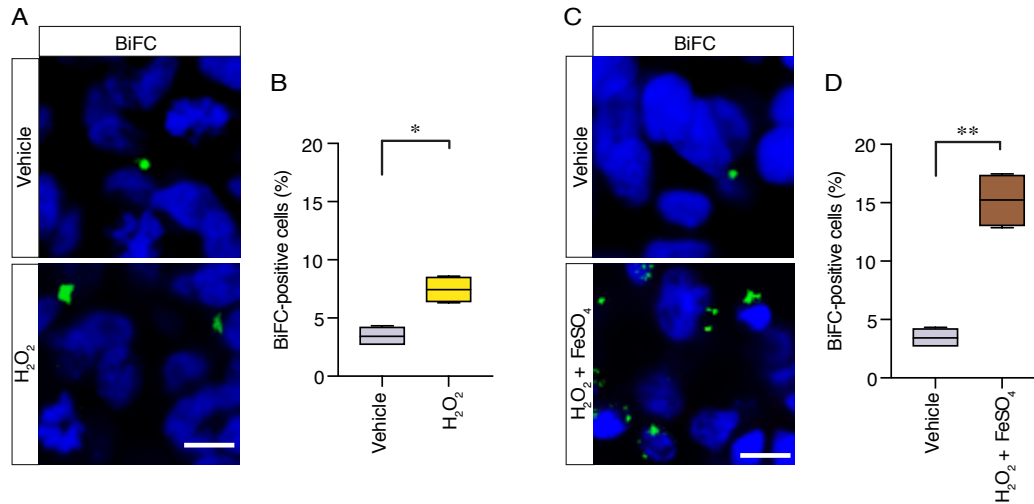 A
BiFC
Vehicle
H₂O₂
B
BiFC-positive cells (%)
20
15
10
5
0
*
Vehicle
H₂O₂
C
BiFC
Vehicle
H₂O₂ + FeSO₄
D
BiFC-positive cells (%)
20
15
10
5
0
**
Vehicle
H₂O₂ + FeSO₄